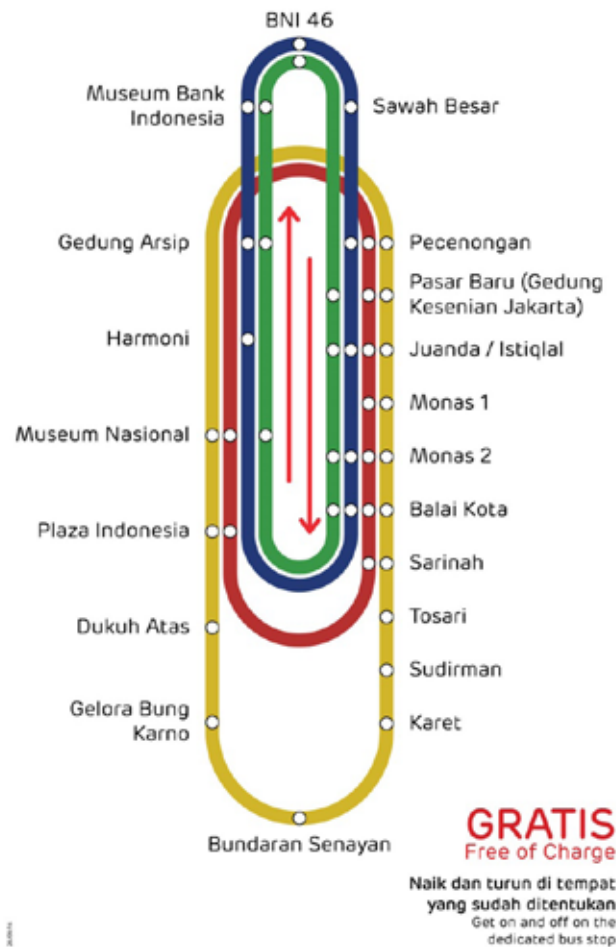 BNI 46
Museum Bank
Indonesia
Sawah Besar
Gedung Arsip
Pecenongan
Pasar Baru (Gedung
Kesenian Jakarta)
Harmoni
Juanda / Istiqlal
Monas 1
Museum Nasional
Monas 2
Plaza Indonesia
Balai Kota
Sarinah
Dukuh Atas
Tosari
Sudirman
Gelora Bung
Karno
Karet
Bundaran Senayan
GRATIS
Free of Charge
Naik dan turun di tempat
yang sudah ditentukan
Get on and off on the
dedicated bus stop